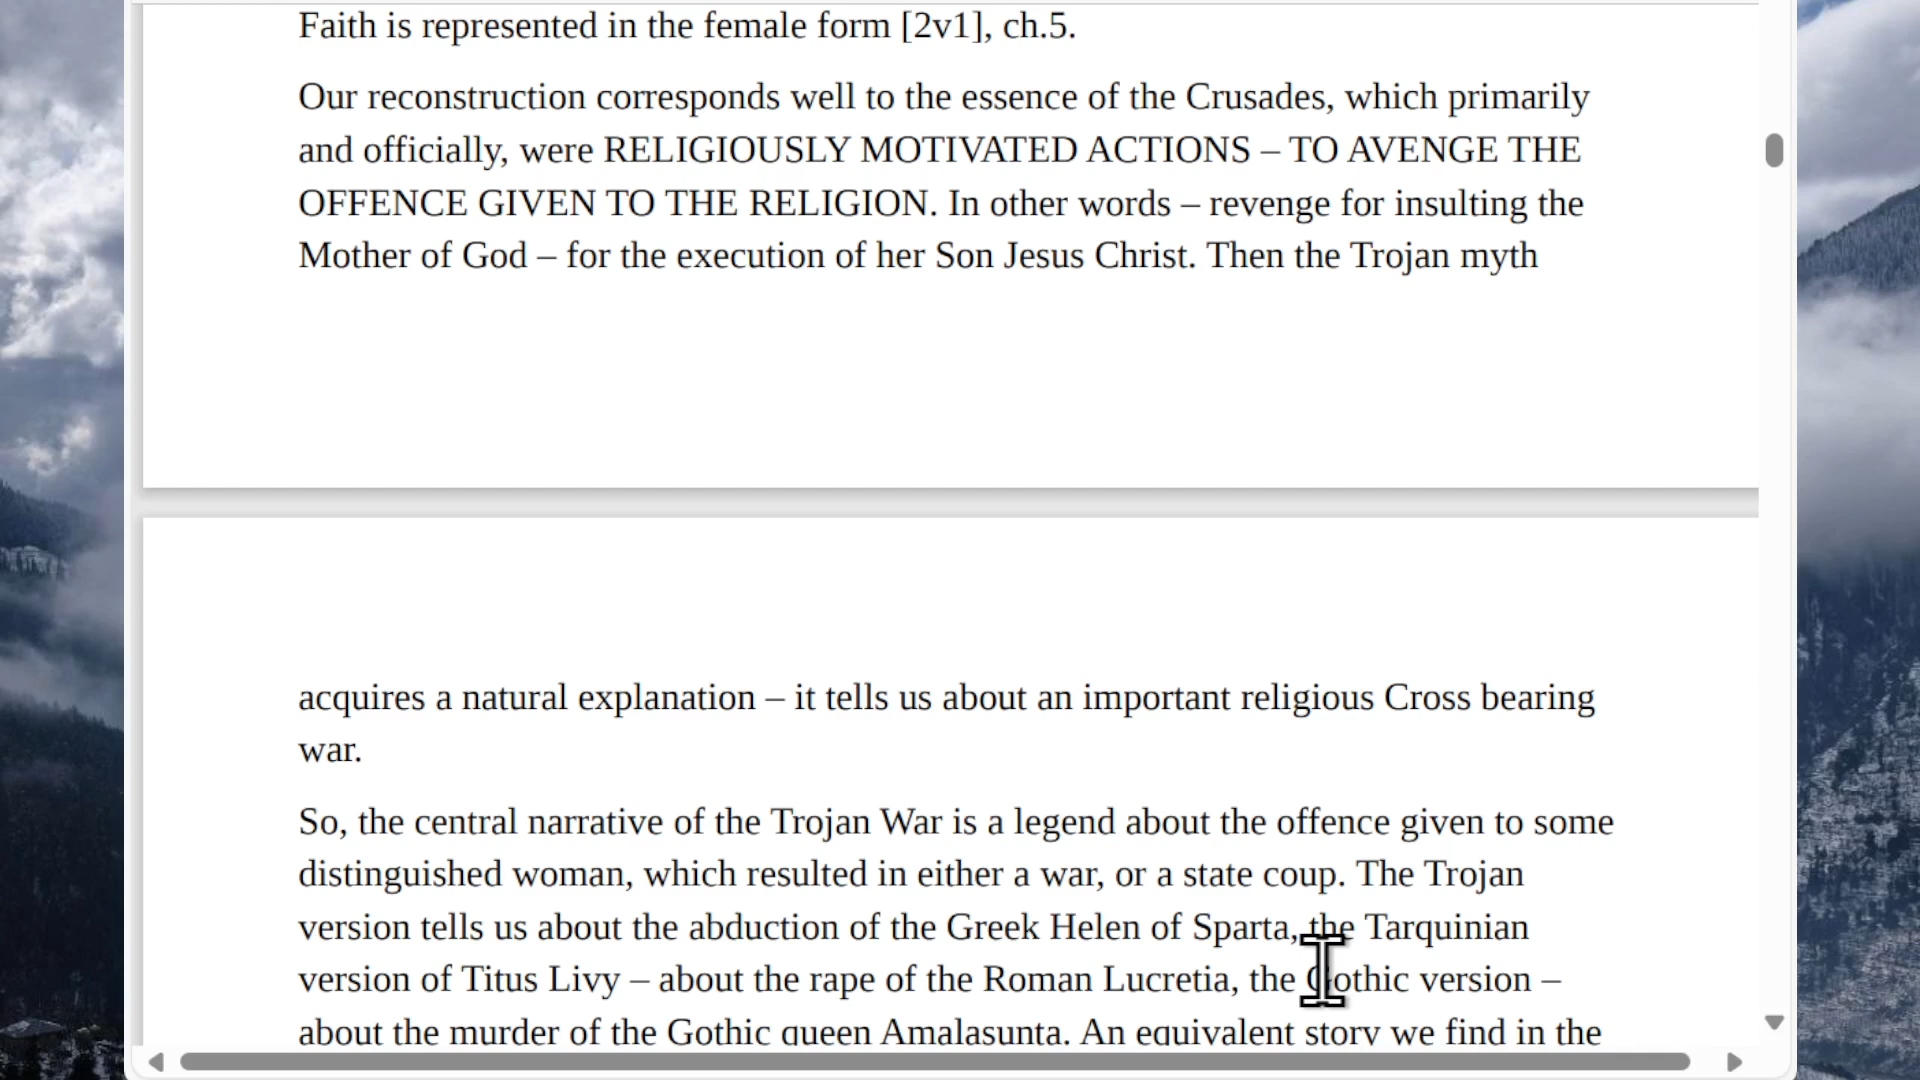 Faith is represented in the female form [2v1], ch.5.
Our reconstruction corresponds well to the essence of the Crusades, which primarily
and officially, were RELIGIOUSLY MOTIVATED ACTIONS – TO AVENGE THE
OFFENCE GIVEN TO THE RELIGION. In other words – revenge for insulting the
Mother of God – for the execution of her Son Jesus Christ. Then the Trojan myth
acquires a natural explanation – it tells us about an important religious Cross bearing
war.
So, the central narrative of the Trojan War is a legend about the offence given to some
distinguished woman, which resulted in either a war, or a state coup. The Trojan
version tells us about the abduction of the Greek Helen of Sparta, the Tarquinian
version of Titus Livy – about the rape of the Roman Lucretia, the Gothic version –
about the murder of the Gothic queen Amalasunta. An equivalent story we find in the